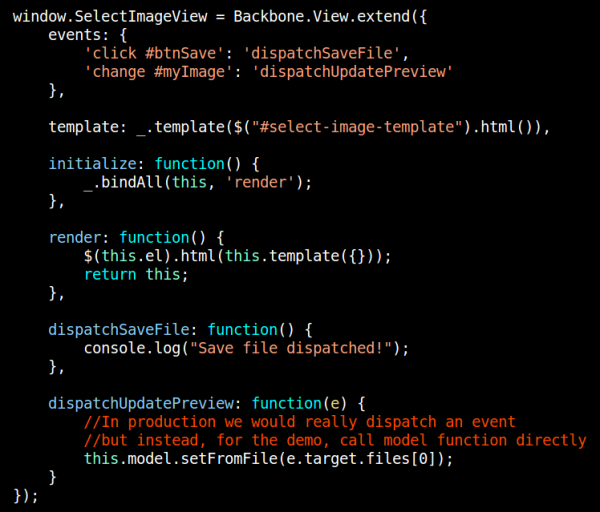 window.SelectImageView = Backbone.View.extend({
    events: {
        'click #btnSave': 'dispatchSaveFile',
        'change #myImage': 'dispatchUpdatePreview'
    },

    template: _.template($("#select-image-template").html()),

    initialize: function() {
        _.bindAll(this, 'render');
    },

    render: function() {
        $(this.el).html(this.template({}));
        return this;
    },

    dispatchSaveFile: function() {
        console.log("Save file dispatched!");
    },

    dispatchUpdatePreview: function(e) {
        //In production we would really dispatch an event
        //but instead, for the demo, call model function directly
        this.model.setFromFile(e.target.files[0]);
    }
});